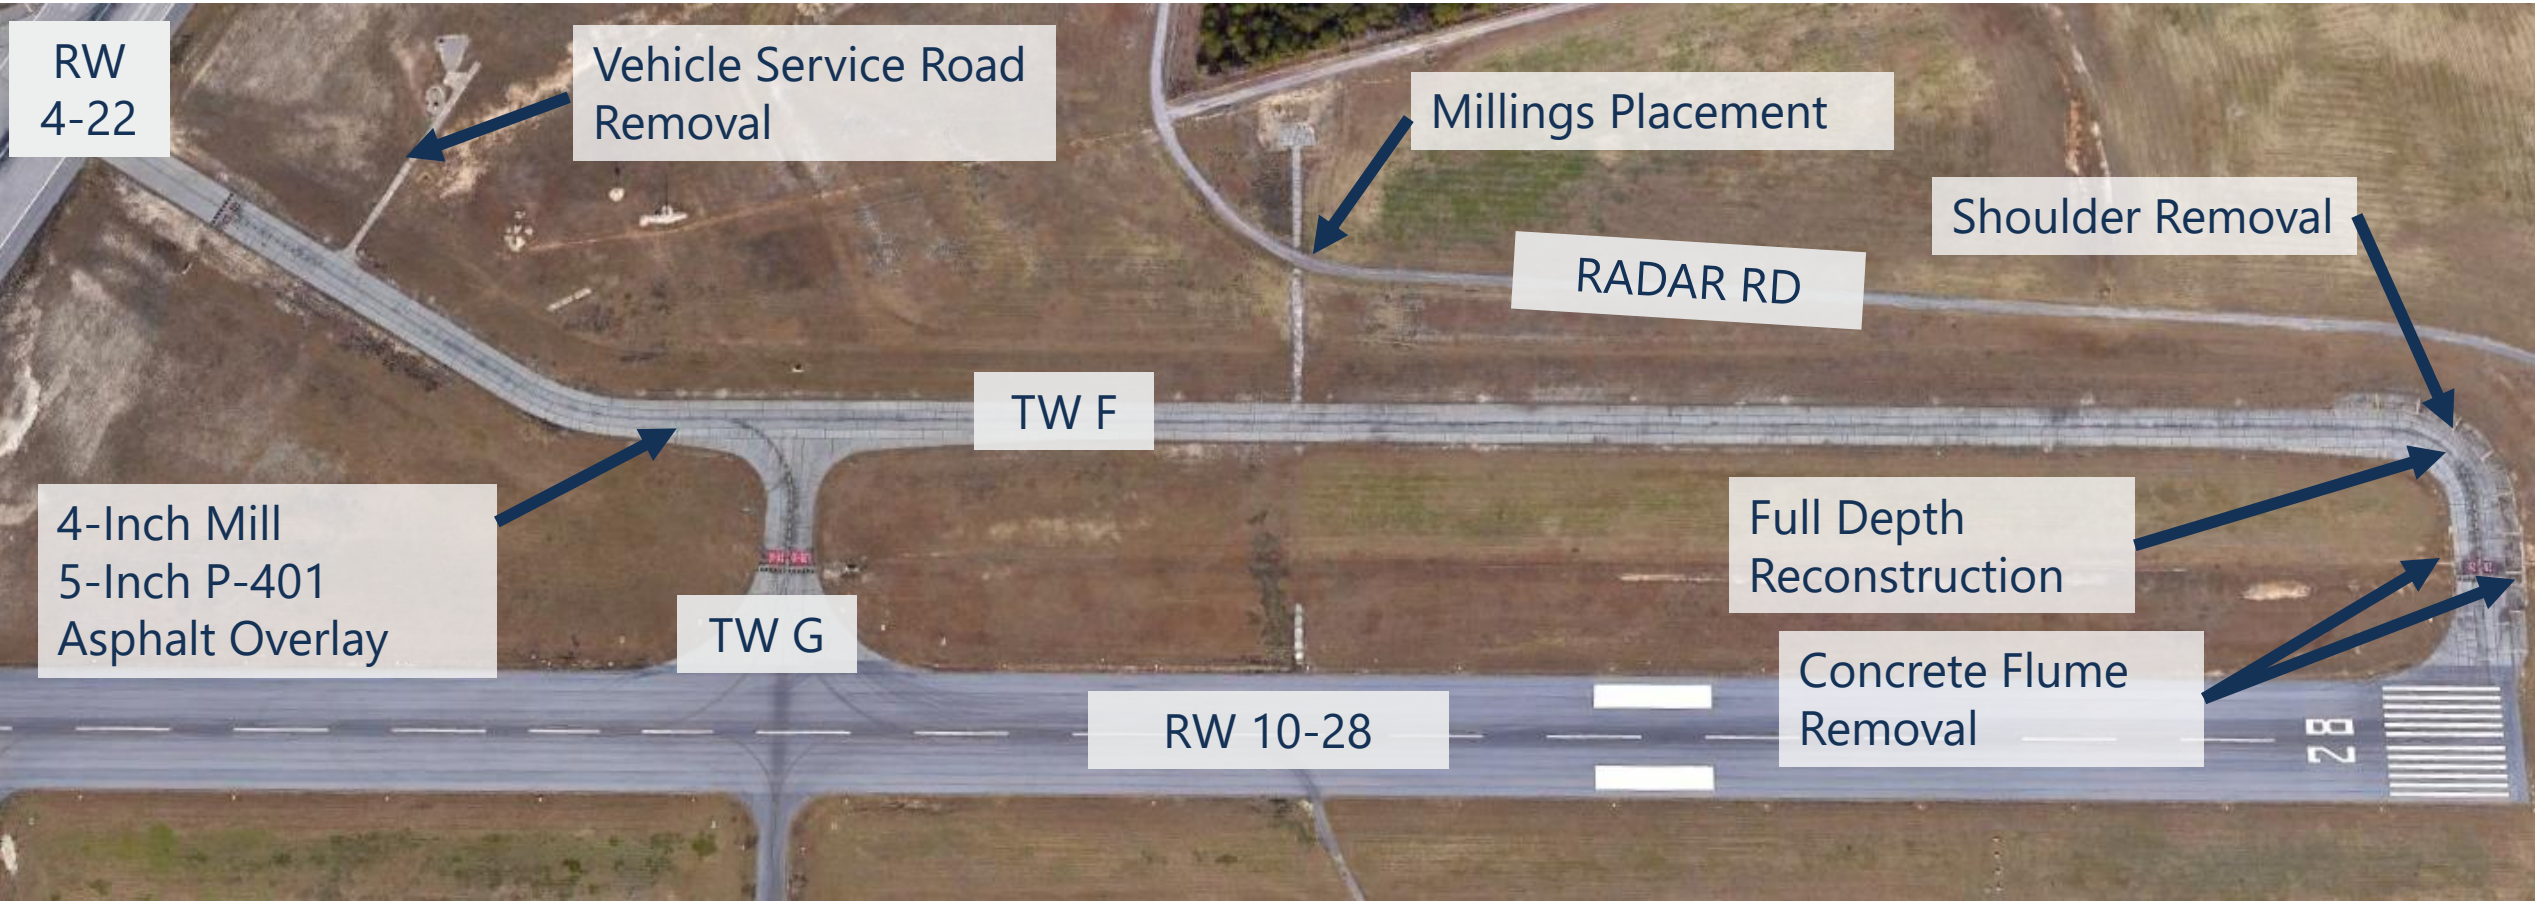 RW
4-22
Vehicle Service Road
Removal
Millings Placement
Shoulder Removal
RADAR RD
TW F
4-Inch Mill
5-Inch P-401
Asphalt Overlay
Full Depth
Reconstruction
TW G
Concrete Flume
Removal
RW 10-28
28